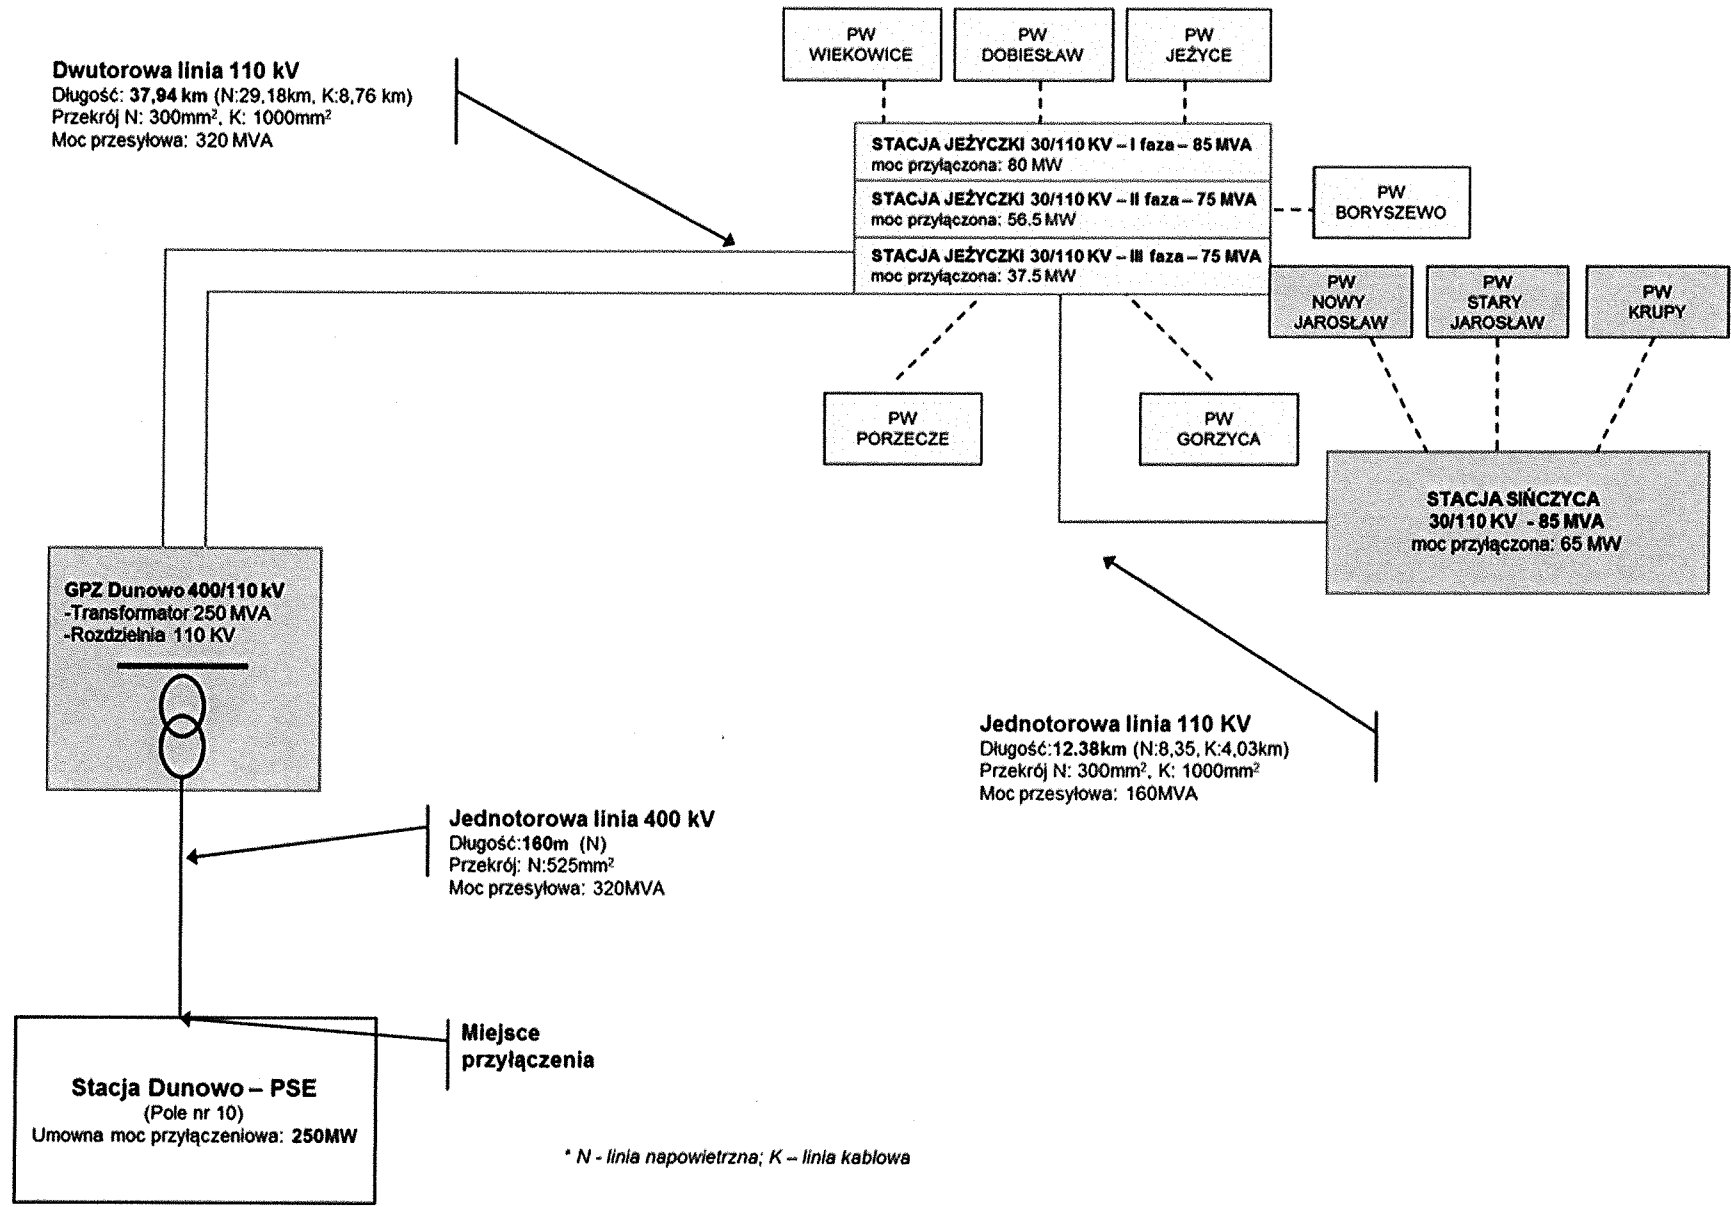 Dwutorowa linia 110 kV
Długość: 37,94 km (N:29,18km, K:8,76 km)
Przekrój N: 300mm², K: 1000mm²
Moc przesyłowa: 320 MVA
PW
WIEKOWICE
PW
DOBIESŁAW
PW
JEŻYCE
STACJA JEŻYCZKI 30/110 KV – I faza – 85 MVA
moc przyłączona: 80 MW
STACJA JEŻYCZKI 30/110 KV – II faza – 75 MVA
moc przyłączona: 56.5 MW
STACJA JEŻYCZKI 30/110 KV – III faza – 75 MVA
moc przyłączona: 37.5 MW
PW
BORYSZEWO
PW
NOWY
JAROSŁAW
PW
STARY
JAROSŁAW
PW
KRUPY
PW
PORZECZE
PW
GORZYCA
STACJA SIŃCZYCA
30/110 KV - 85 MVA
moc przyłączona: 65 MW
GPZ Dunowo 400/110 kV
-Transformator 250 MVA
-Rozdzielnia 110 KV
Jednotorowa linia 110 KV
Długość:12.38km (N:8,35, K:4,03km)
Przekrój N: 300mm², K: 1000mm²
Moc przesyłowa: 160MVA
Jednotorowa linia 400 kV
Długość:160m (N)
Przekrój: N:525mm²
Moc przesyłowa: 320MVA
Miejsce
przyłączenia
Stacja Dunowo – PSE
(Pole nr 10)
Umowna moc przyłączeniowa: 250MW
* N - linia napowietrzna; K – linia kablowa